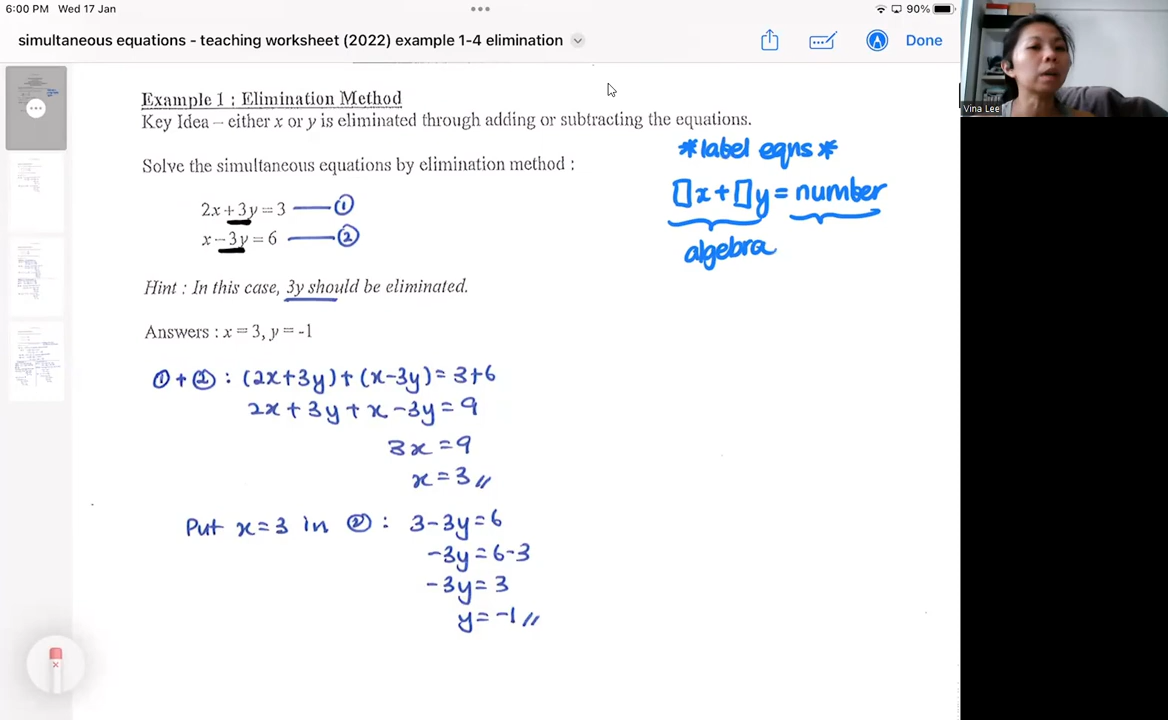 6:00 PM Wed 17 Jan
90%
simultaneous equations - teaching worksheet (2022) example 1-4 elimination
Done
Vina Lee
Example 1 : Elimination Method
Key Idea – either x or y is eliminated through adding or subtracting the equations.
*label eqns*
Solve the simultaneous equations by elimination method :
▯x + ▯y = number
2x + 3y = 3 —— ①
x – 3y = 6 —— ②
algebra
Hint : In this case, 3y should be eliminated.
Answers : x = 3, y = -1
① + ② : (2x+3y)+(x-3y)=3+6
2x+3y+x-3y=9
3x=9
x=3//
Put x=3 in ② : 3-3y=6
-3y=6-3
-3y=3
y=-1//